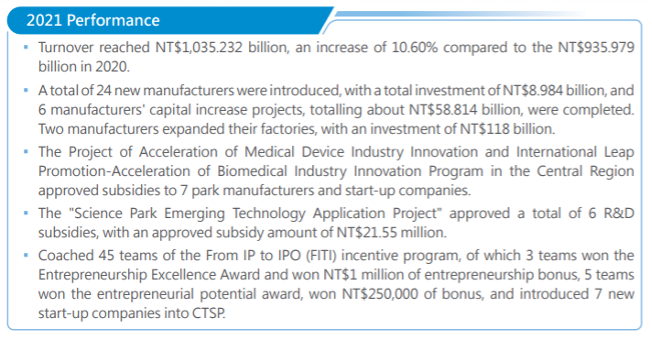 2021 Performance
▪ Turnover reached NT$1,035.232 billion, an increase of 10.60% compared to the NT$935.979
billion in 2020.
▪ A total of 24 new manufacturers were introduced, with a total investment of NT$8.984 billion, and
6 manufacturers' capital increase projects, totalling about NT$58.814 billion, were completed.
Two manufacturers expanded their factories, with an investment of NT$118 billion.
▪ The Project of Acceleration of Medical Device Industry Innovation and International Leap
Promotion-Acceleration of Biomedical Industry Innovation Program in the Central Region
approved subsidies to 7 park manufacturers and start-up companies.
▪ The "Science Park Emerging Technology Application Project" approved a total of 6 R&D
subsidies, with an approved subsidy amount of NT$21.55 million.
▪ Coached 45 teams of the From IP to IPO (FITI) incentive program, of which 3 teams won the
Entrepreneurship Excellence Award and won NT$1 million of entrepreneurship bonus, 5 teams
won the entrepreneurial potential award, won NT$250,000 of bonus, and introduced 7 new
start-up companies into CTSP.